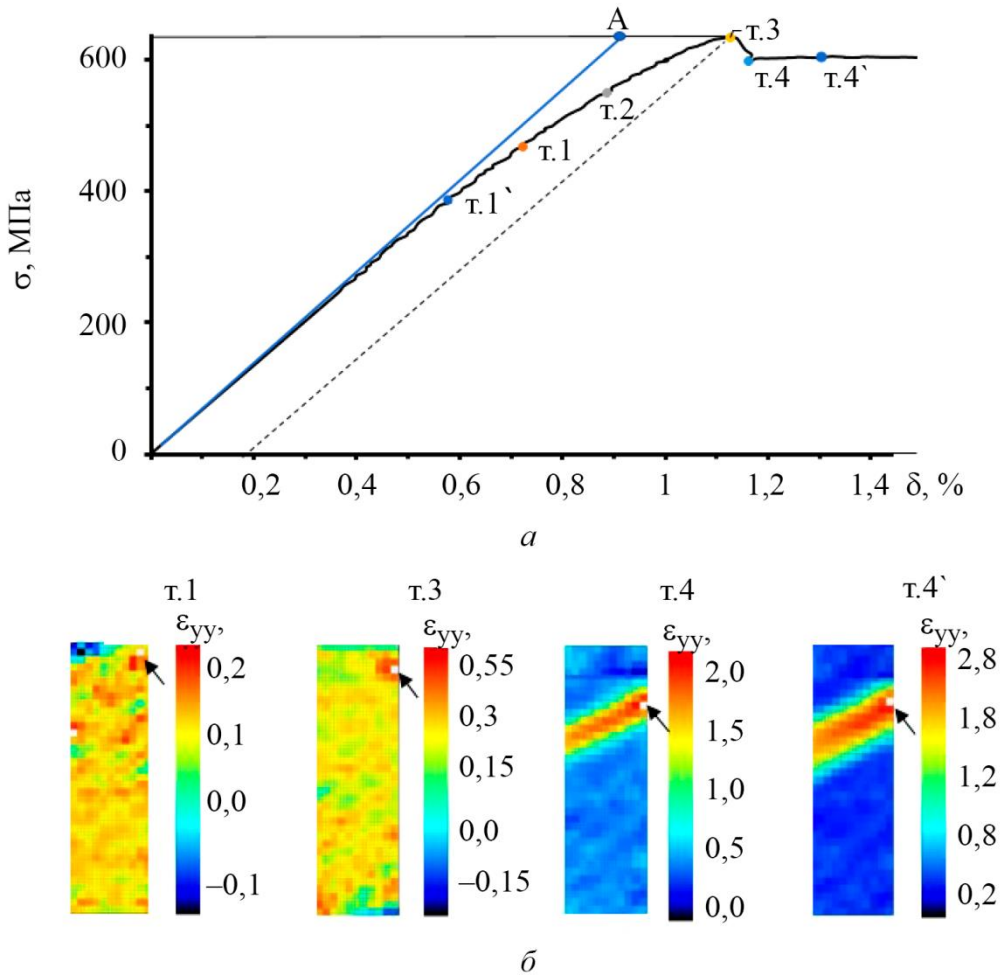 A
т.3
600
т.4
т.4`
т.2
т.1
400
т.1`
σ, МПа
200
0
0,2 0,4 0,6 0,8 1 1,2 1,4 δ, %
а
т.1 т.3 т.4 т.4`
εyy, εyy, εyy, εyy,
0,2 0,55 2,0 2,8
0,3 1,5 1,8
0,1 0,15 1,0 1,2
0,0 0,0 0,5 0,8
–0,1 –0,15 0,0 0,2
б